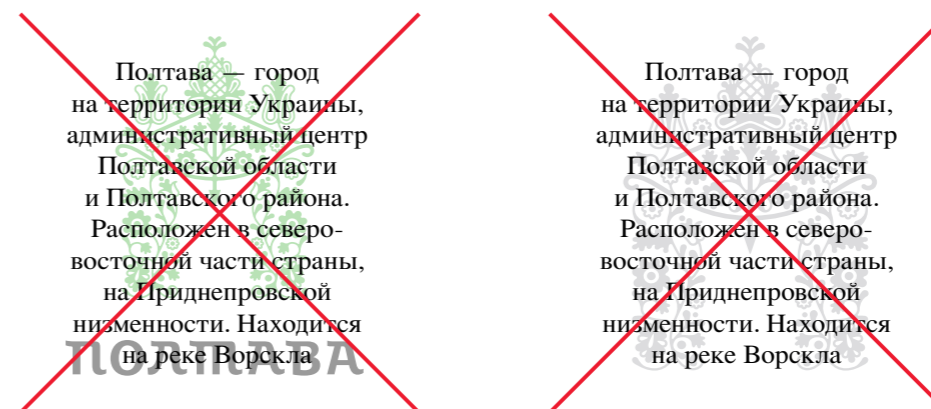 Полтава — город
на территории Украины,
административный центр
Полтавской области
и Полтавского района.
Расположен в северо-
восточной части страны,
на Приднепровской
низменности. Находится
на реке Ворскла
ПОЛТАВА
Полтава — город
на территории Украины,
административный центр
Полтавской области
и Полтавского района.
Расположен в северо-
восточной части страны,
на Приднепровской
низменности. Находится
на реке Ворскла